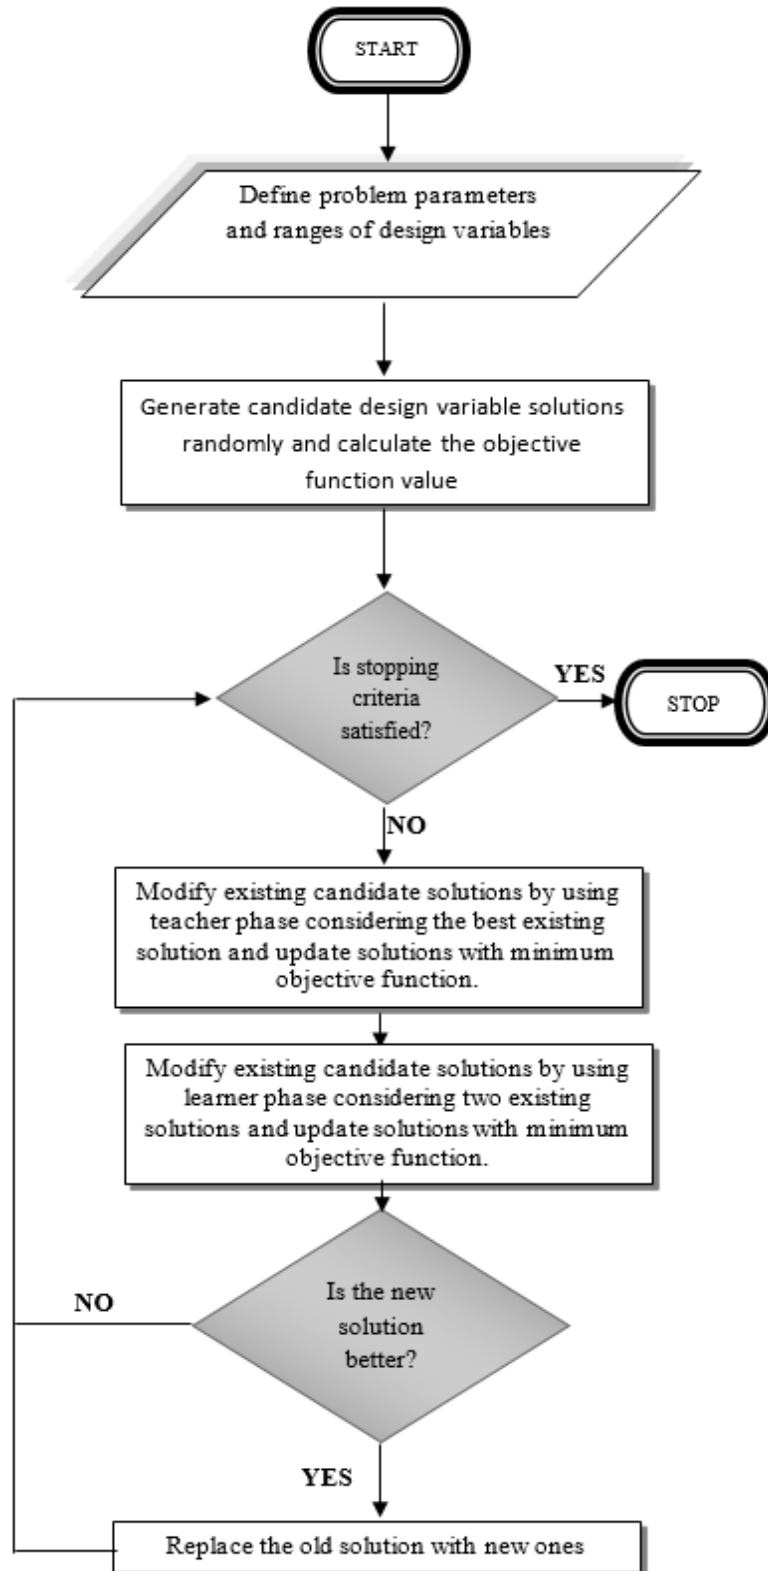 START
Define problem parameters
and ranges of design variables
Generate candidate design variable solutions
randomly and calculate the objective
function value
Is stopping
criteria
satisfied?
YES
STOP
NO
Modify existing candidate solutions by using
teacher phase considering the best existing
solution and update solutions with minimum
objective function.
Modify existing candidate solutions by using
learner phase considering two existing
solutions and update solutions with minimum
objective function.
Is the new
solution
better?
NO
YES
Replace the old solution with new ones